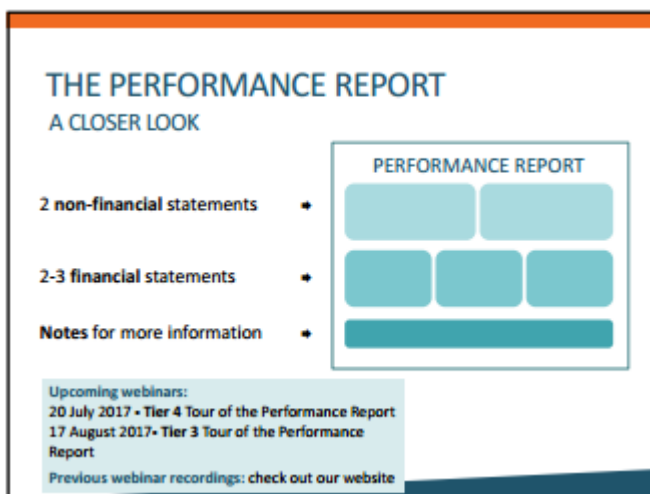 THE PERFORMANCE REPORT
A CLOSER LOOK
PERFORMANCE REPORT
2 non-financial statements
2-3 financial statements
Notes for more information
Upcoming webinars:
20 July 2017 • Tier 4 Tour of the Performance Report
17 August 2017• Tier 3 Tour of the Performance
Report
Previous webinar recordings: check out our website